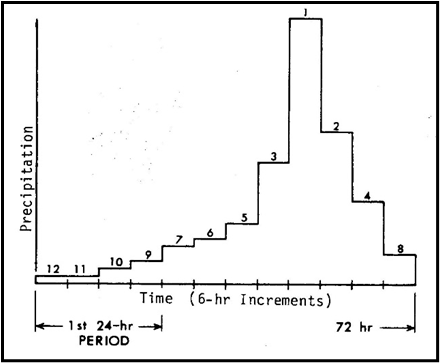 1
2
3
4
5
6
7
8
9
10
12 11
Precipitation
Time (6-hr Increments)
1st 24-hr
PERIOD
72 hr